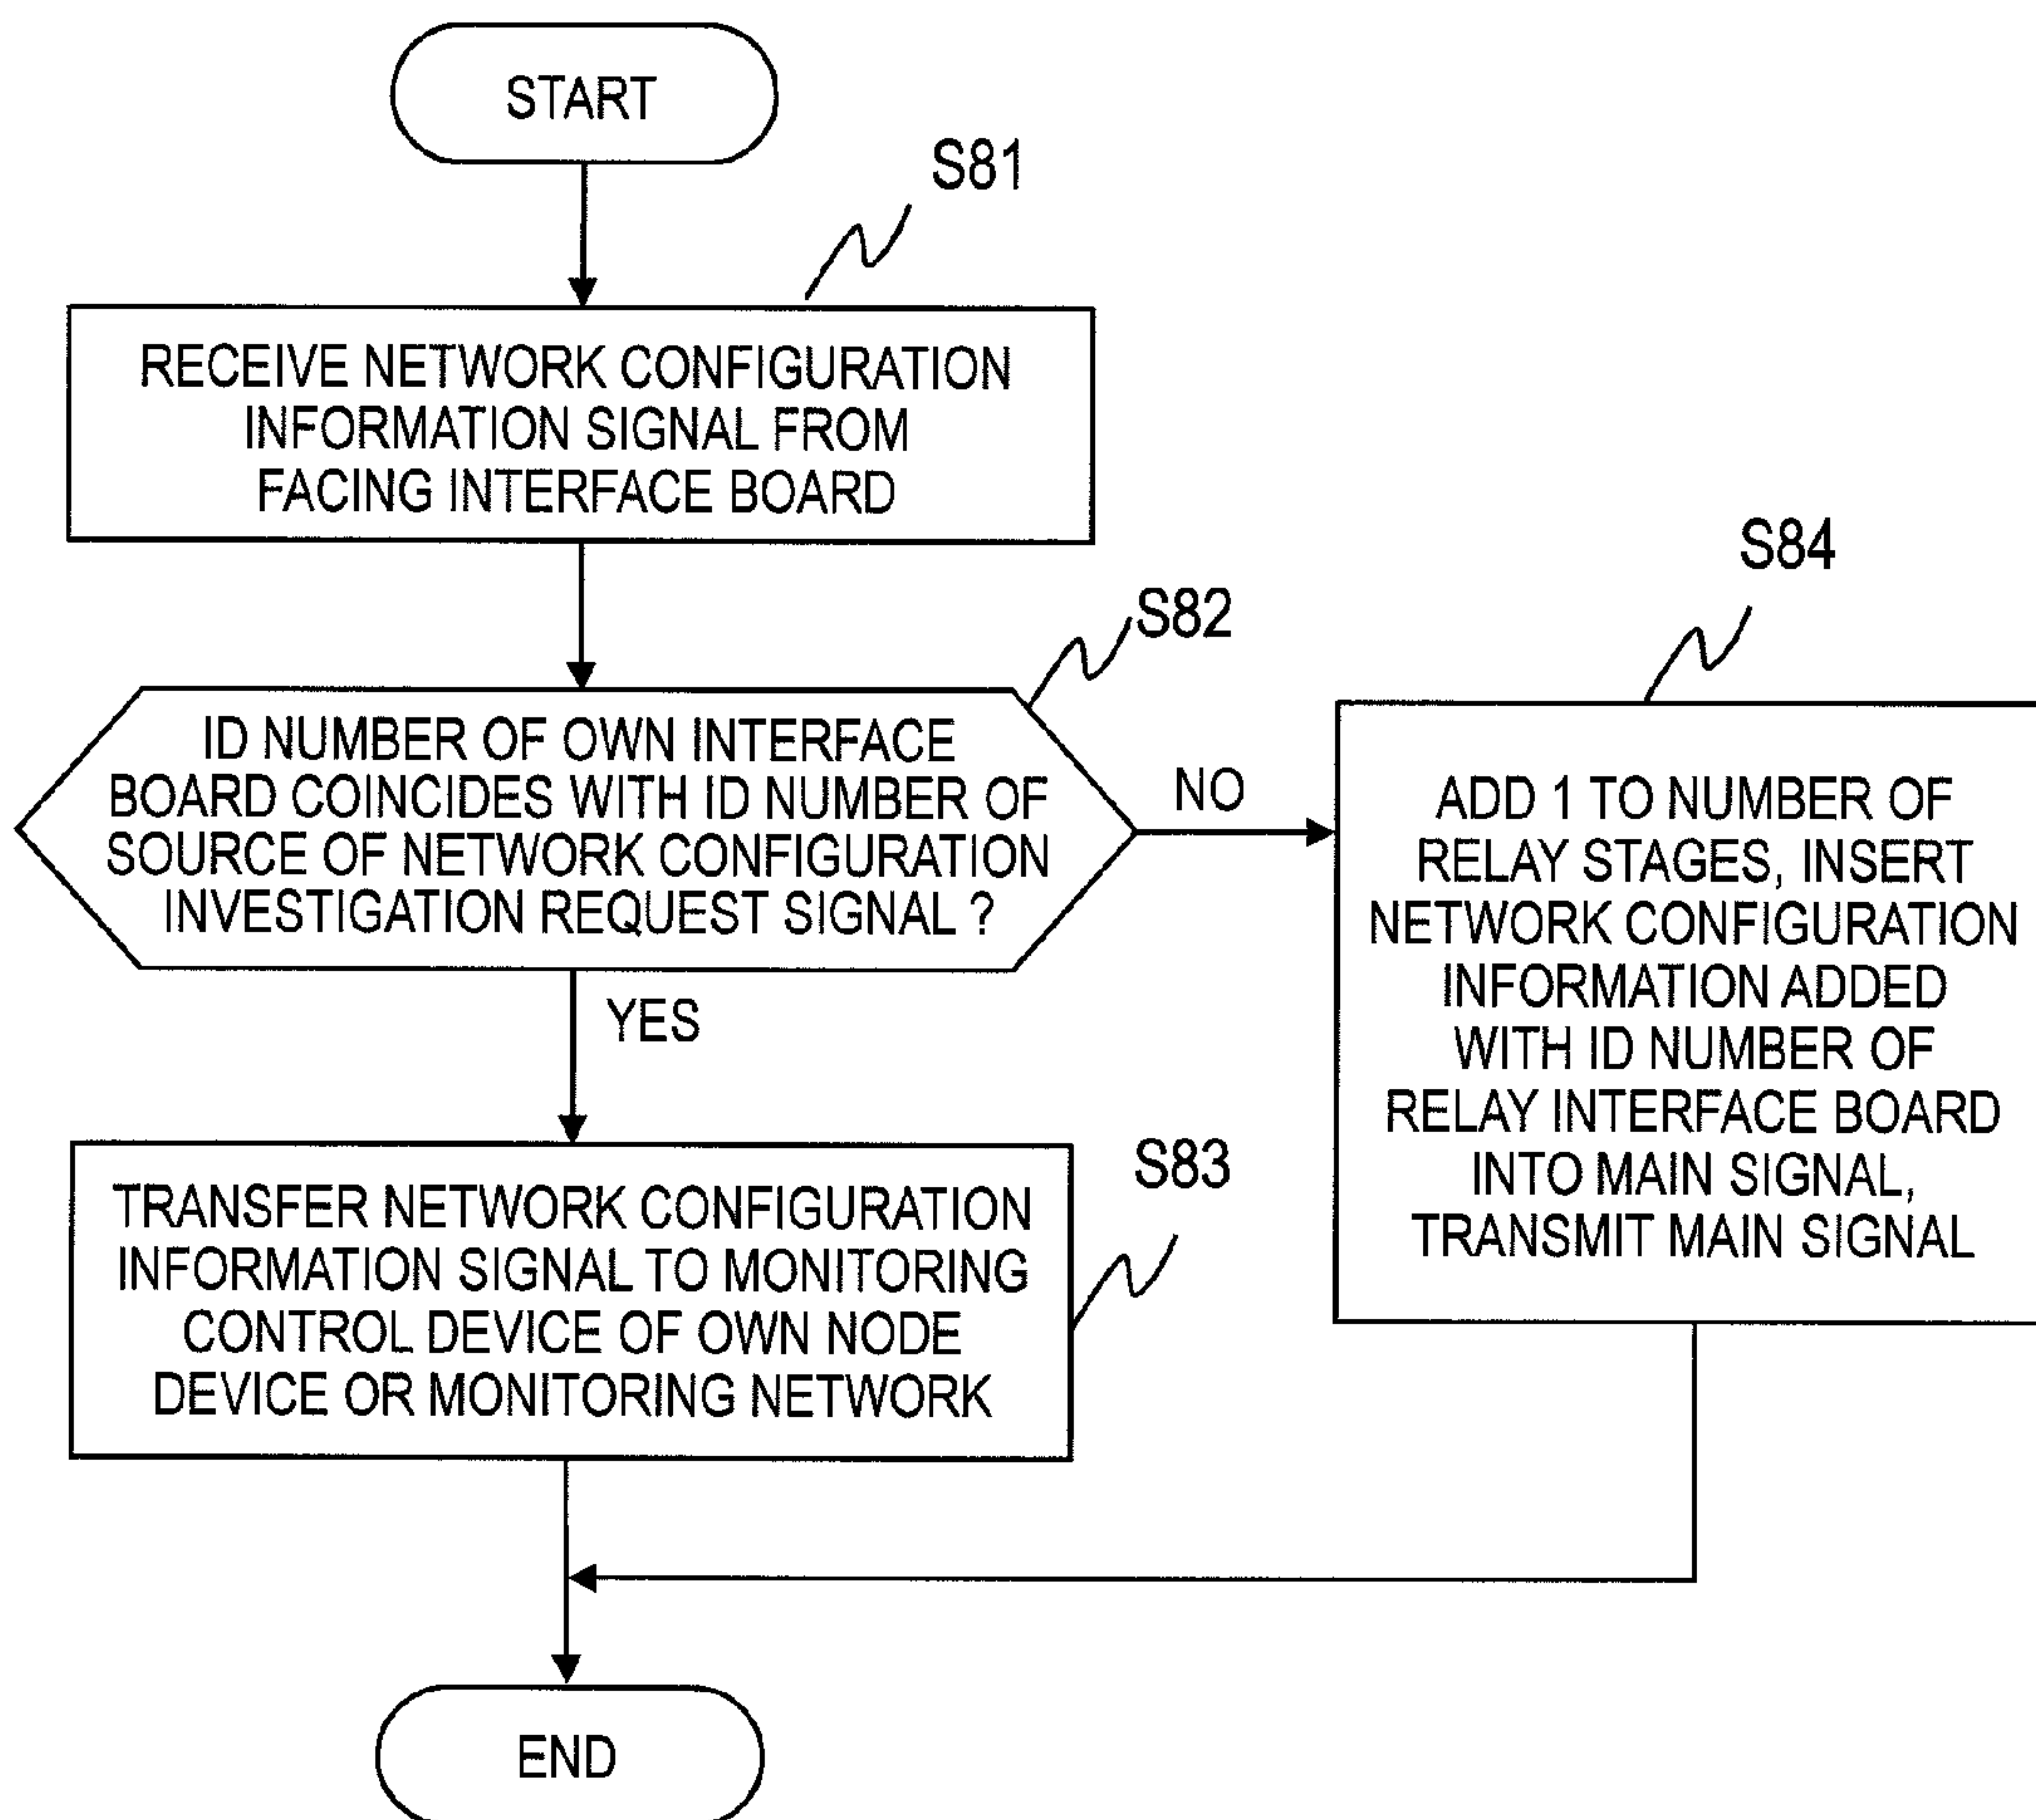 START
S81
RECEIVE NETWORK CONFIGURATION
INFORMATION SIGNAL FROM
FACING INTERFACE BOARD
S82
ID NUMBER OF OWN INTERFACE
BOARD COINCIDES WITH ID NUMBER OF
SOURCE OF NETWORK CONFIGURATION
INVESTIGATION REQUEST SIGNAL ?
NO
S84
ADD 1 TO NUMBER OF
RELAY STAGES, INSERT
NETWORK CONFIGURATION
INFORMATION ADDED
WITH ID NUMBER OF
RELAY INTERFACE BOARD
INTO MAIN SIGNAL,
TRANSMIT MAIN SIGNAL
YES
S83
TRANSFER NETWORK CONFIGURATION
INFORMATION SIGNAL TO MONITORING
CONTROL DEVICE OF OWN NODE
DEVICE OR MONITORING NETWORK
END